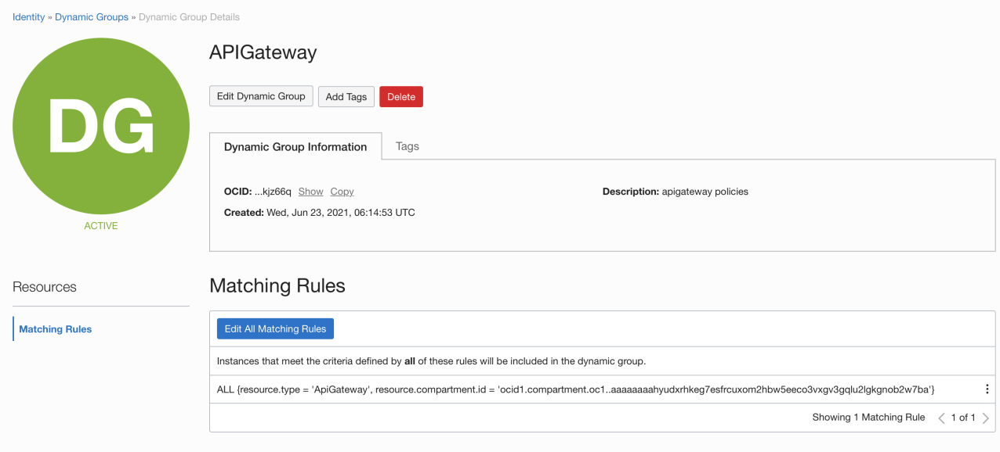 Identity » Dynamic Groups » Dynamic Group Details
DG
ACTIVE
APIGateway
Edit Dynamic Group Add Tags Delete
Dynamic Group Information Tags
OCID: ...kjz66q Show Copy
Description: apigateway policies
Created: Wed, Jun 23, 2021, 06:14:53 UTC
Resources
Matching Rules
Matching Rules
Edit All Matching Rules
Instances that meet the criteria defined by all of these rules will be included in the dynamic group.
ALL {resource.type = 'ApiGateway', resource.compartment.id = 'ocid1.compartment.oc1..aaaaaaaahyudxrhkeg7esfrcuxom2hbw5eeco3vxgv3gqlu2lgkgnob2w7ba'}
Showing 1 Matching Rule 1 of 1